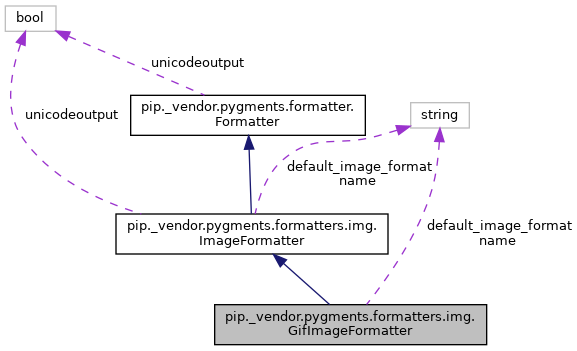 bool
unicodeoutput
pip._vendor.pygments.formatter.
Formatter
string
unicodeoutput
default_image_format
name
pip._vendor.pygments.formatters.img.
ImageFormatter
default_image_format
name
pip._vendor.pygments.formatters.img.
GifImageFormatter